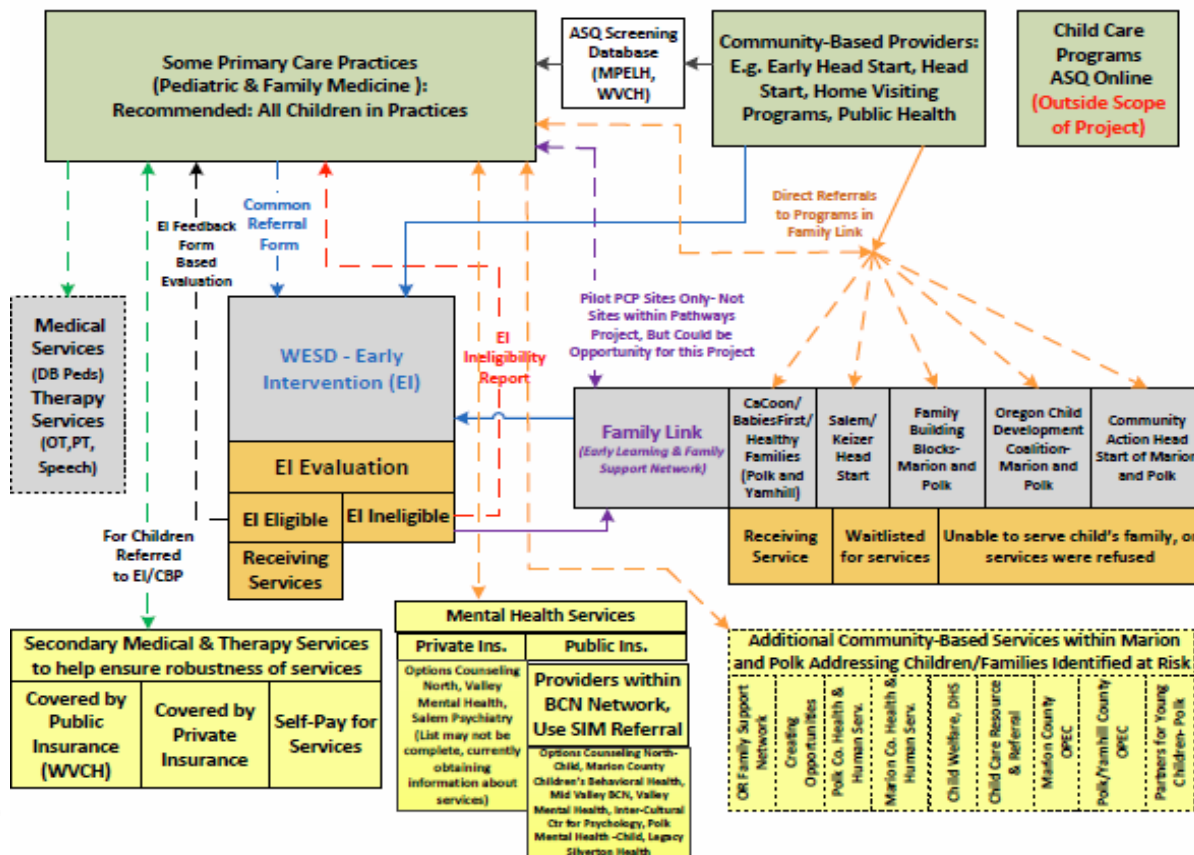 Some Primary Care Practices
(Pediatric & Family Medicine ):
Recommended: All Children in Practices
ASQ Screening
Database
(MPELH,
WVCH)
Community-Based Providers:
E.g. Early Head Start, Head
Start, Home Visiting
Programs, Public Health
Child Care
Programs
ASQ Online
(Outside Scope
of Project)
EI Feedback
Form
Based
Evaluation
Common
Referral
Form
Direct Referrals
to Programs in
Family Link
Pilot PCP Sites Only- Not
Sites within Pathways
Project, But Could be
Opportunity for this Project
EI
Ineligibility
Report
Medical
Services
(DB Peds)
Therapy
Services
(OT,PT,
Speech)
WESD - Early
Intervention (EI)
EI Evaluation
EI Eligible
EI Ineligible
Receiving
Services
For Children
Referred
to EI/CBP
Family Link
(Early Learning & Family
Support Network)
CaCoon/
BabiesFirst/
Healthy
Families
(Polk and
Yamhill)
Salem/
Keizer
Head
Start
Family
Building
Blocks-
Marion and
Polk
Oregon Child
Development
Coalition-
Marion and
Polk
Community
Action Head
Start of Marion
and Polk
Receiving
Service
Waitlisted
for services
Unable to serve child's family, or
services were refused
Secondary Medical & Therapy Services
to help ensure robustness of services
Covered by
Public
Insurance
(WVCH)
Covered by
Private
Insurance
Self-Pay for
Services
Mental Health Services
Private Ins.
Public Ins.
Options Counseling
North, Valley
Mental Health,
Salem Psychiatry
(List may not be
complete, currently
obtaining
information about
services)
Providers within
BCN Network,
Use SIM Referral
Options Counseling North-
Child, Marion County
Children's Behavioral Health,
Mid Valley BCN, Valley
Mental Health, Inter-Cultural
Ctr for Psychology, Polk
Mental Health -Child, Legacy
Silverton Health
Additional Community-Based Services within Marion
and Polk Addressing Children/Families Identified at Risk
OR Family Support
Network
Creating
Opportunities
Polk Co. Health &
Human Serv.
Marion Co. Health &
Human Serv.
Child Welfare, DHS
Child Care Resource
& Referral
Marion County
OPEC
Polk/Yamhill County
OPEC
Partners for Young
Children- Polk